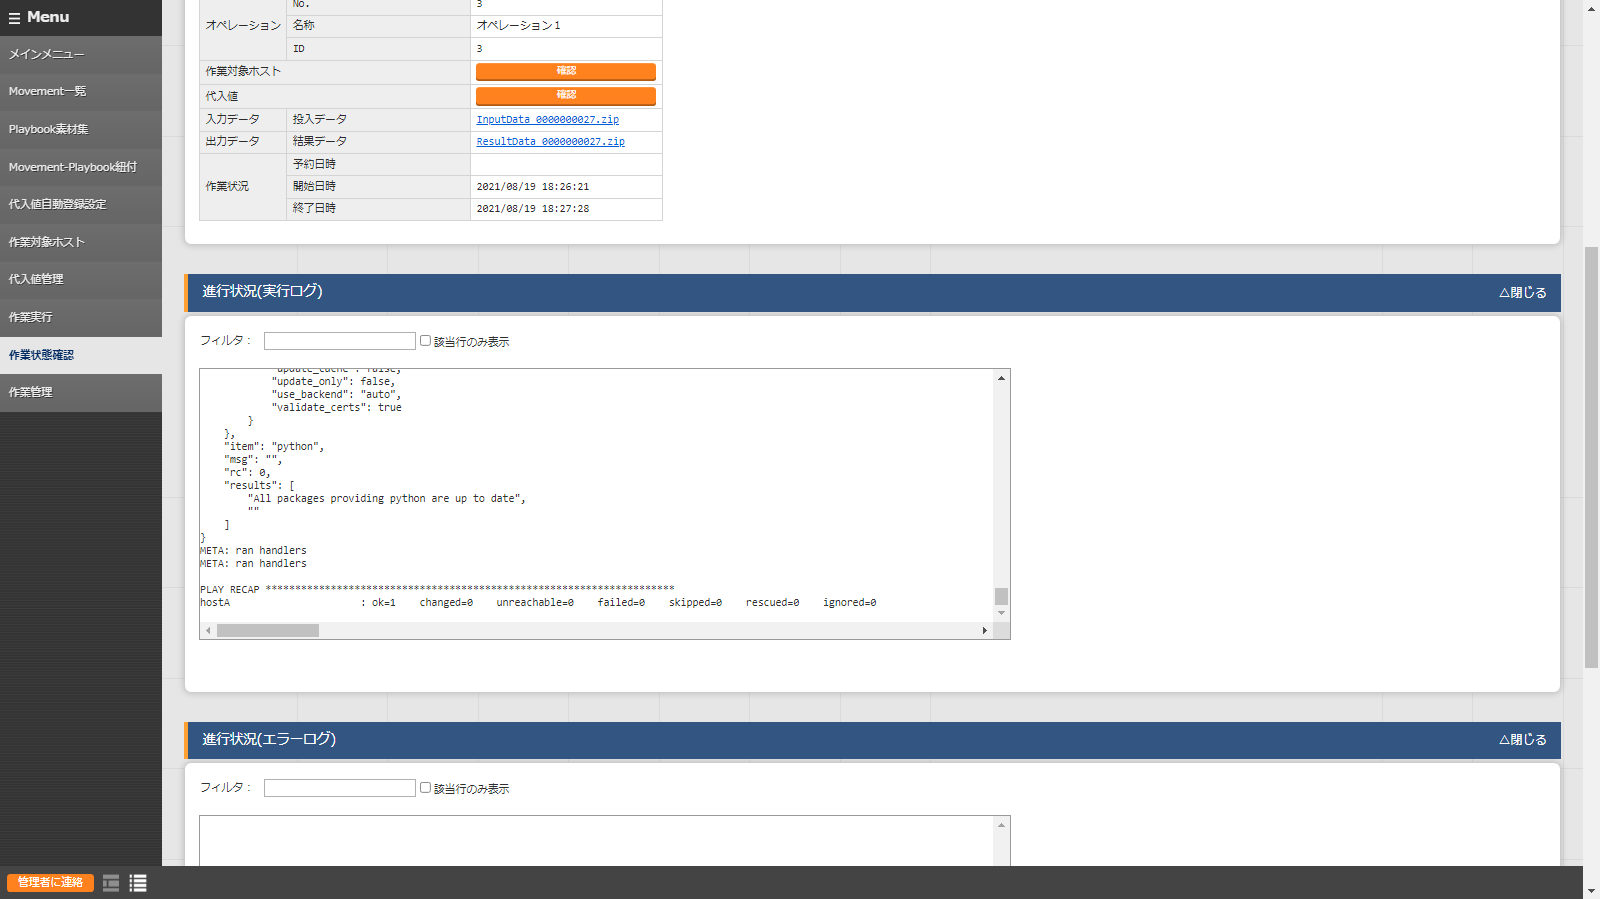 Menu
メインメニュー
Movement一覧
Playbook素材集
Movement-Playbook紐付
代入値自動登録設定
作業対象ホスト
代入値管理
作業実行
作業状態確認
作業管理
No. 3
オペレーション 名称 オペレーション１
ID 3
作業対象ホスト 確認
代入値 確認
入力データ 投入データ InputData_0000000027.zip
出力データ 結果データ ResultData_0000000027.zip
予約日時
作業状況 開始日時 2021/08/19 18:26:21
終了日時 2021/08/19 18:27:28
進行状況(実行ログ) △閉じる
フィルタ： 該当行のみ表示
"update_cache": false,
"update_only": false,
"use_backend": "auto",
"validate_certs": true
}
},
"item": "python",
"msg": "",
"rc": 0,
"results": [
"All packages providing python are up to date",
""
]
}
META: ran handlers
META: ran handlers
PLAY RECAP *********************************************************************
hostA : ok=1 changed=0 unreachable=0 failed=0 skipped=0 rescued=0 ignored=0
進行状況(エラーログ) △閉じる
フィルタ： 該当行のみ表示
管理者に連絡